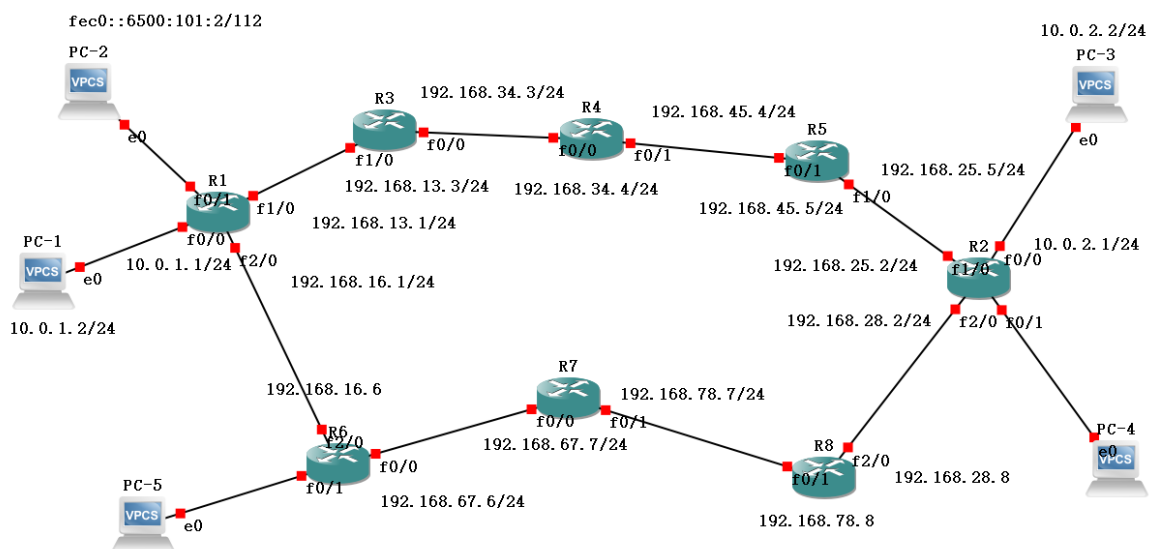 fec0::6500:101:2/112
PC-2
VPCS
e0
10.0.2.2/24
PC-3
VPCS
e0
R3
192.168.34.3/24
f1/0
f0/0
R4
f0/0
f0/1
192.168.45.4/24
R5
f0/1
f1/0
192.168.25.5/24
192.168.13.3/24
192.168.34.4/24
192.168.45.5/24
R1
f0/1
f1/0
f0/0
f2/0
192.168.13.1/24
PC-1
VPCS
e0
10.0.1.1/24
10.0.1.2/24
192.168.16.1/24
R2
f1/0
f0/0
10.0.2.1/24
192.168.25.2/24
192.168.28.2/24
f2/0
f0/1
192.168.16.6
R7
f0/0
f0/1
192.168.78.7/24
192.168.67.7/24
R6
f2/0
f0/0
f0/1
192.168.67.6/24
R8
f2/0
f0/1
192.168.28.8
192.168.78.8
PC-4
e0
VPCS
PC-5
VPCS
e0